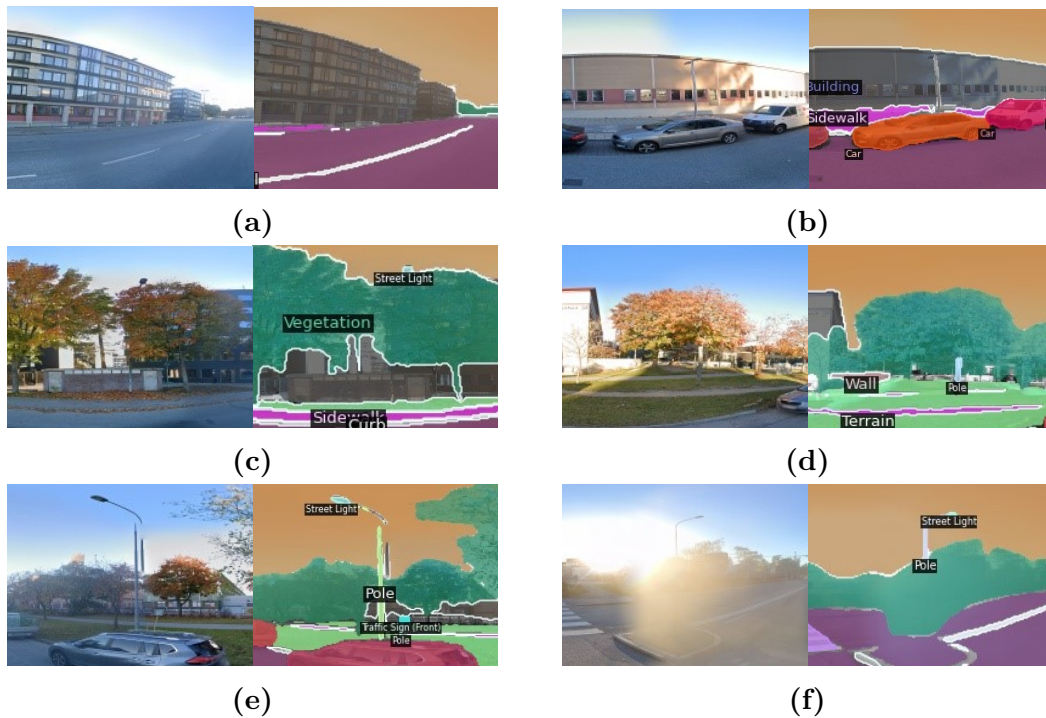 Building
Sidewalk
Car
Car
(a)
(b)
Street Light
Vegetation
Sidewalk
Curb
Wall
Pole
Terrain
(c)
(d)
Street Light
Pole
Traffic Sign (Front)
Pole
Street Light
Pole
(e)
(f)